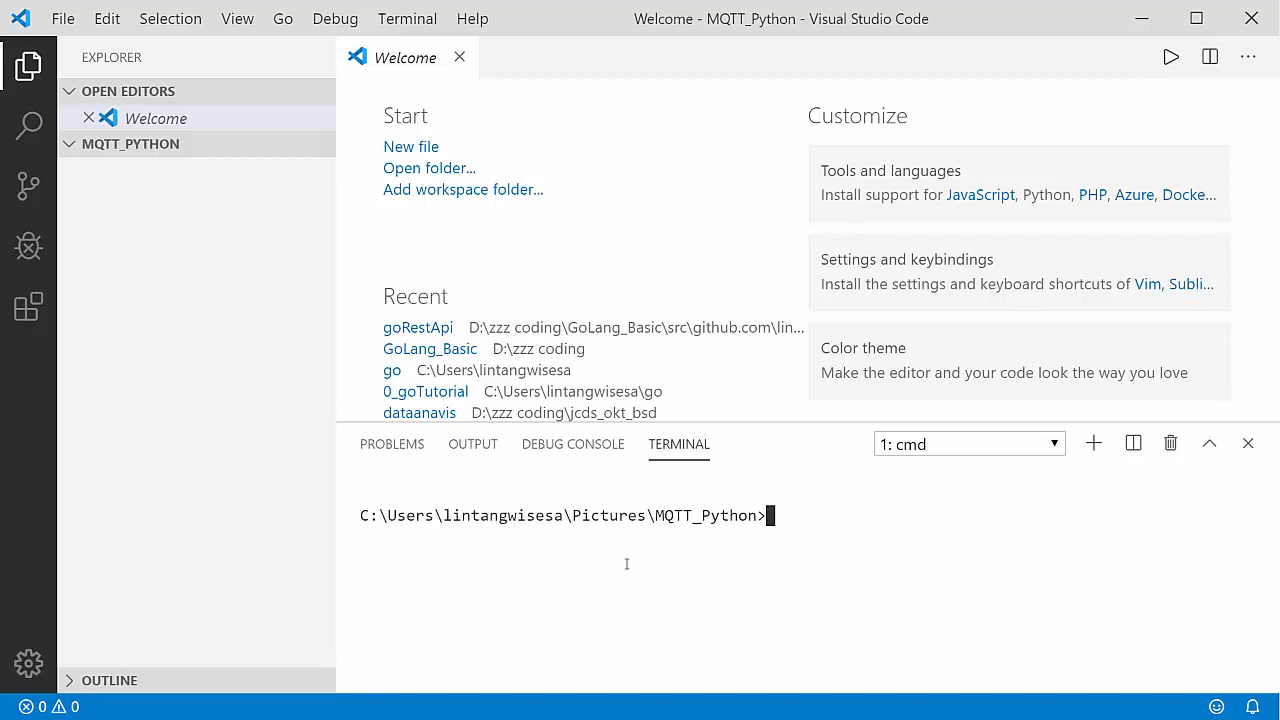 File Edit Selection View Go Debug Terminal Help
Welcome - MQTT_Python - Visual Studio Code
EXPLORER
OPEN EDITORS
Welcome
MQTT_PYTHON
OUTLINE
Welcome
Start
New file
Open folder...
Add workspace folder...
Recent
goRestApi D:\zzz coding\GoLang_Basic\src\github.com\lin...
GoLang_Basic D:\zzz coding
go C:\Users\lintangwisesa
0_goTutorial C:\Users\lintangwisesa\go
dataanavis D:\zzz coding\jcds_okt_bsd
Customize
Tools and languages
Install support for JavaScript, Python, PHP, Azure, Docke...
Settings and keybindings
Install the settings and keyboard shortcuts of Vim, Subli...
Color theme
Make the editor and your code look the way you love
PROBLEMS OUTPUT DEBUG CONSOLE TERMINAL
1: cmd
C:\Users\lintangwisesa\Pictures\MQTT_Python>
0 0